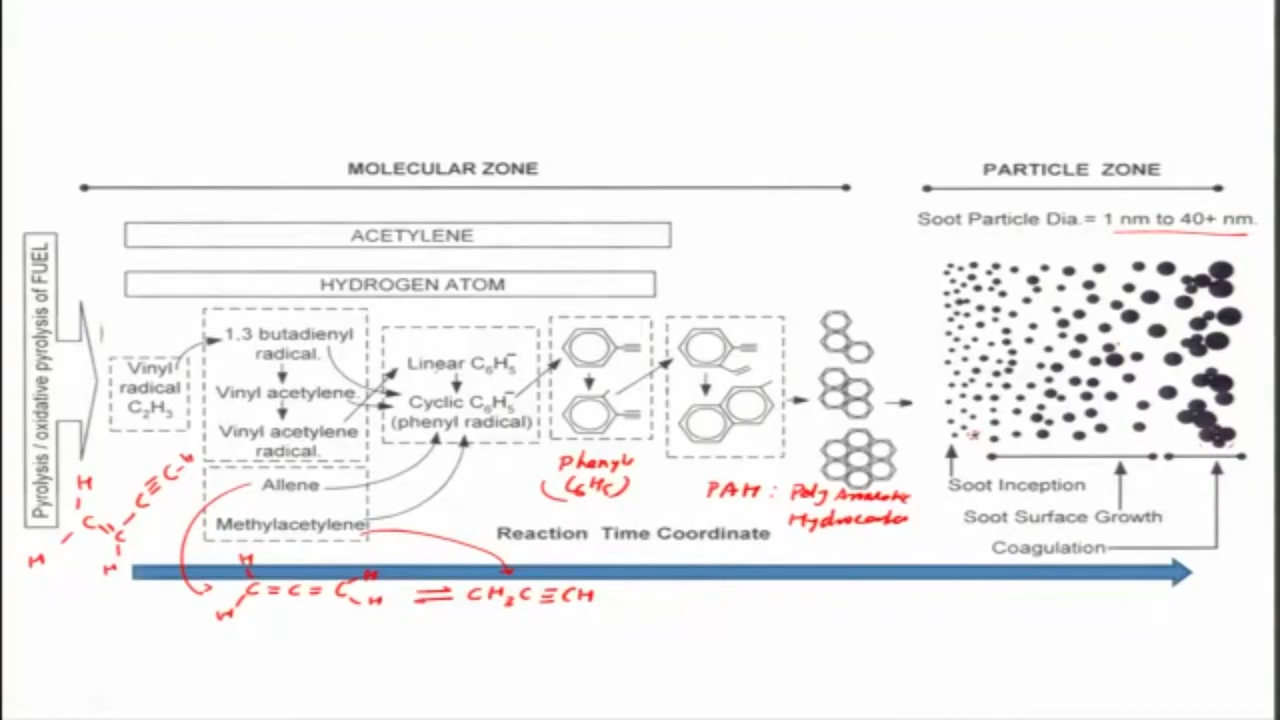 MOLECULAR ZONE
PARTICLE ZONE
Soot Particle Dia.= 1 nm to 40+ nm.
ACETYLENE
HYDROGEN ATOM
Pyrolysis / oxidative pyrolysis of FUEL
Vinyl
radical
C₂H₃
1,3 butadienyl
radical.
Vinyl acetylene.
Vinyl acetylene
radical.
Allene
Methylacetylene
Linear C₆H₅⁻
Cyclic C₆H₅⁻
(phenyl radical)
Phenyl
(C₆H₅)
PAH : Poly
Soot Inception
Soot Surface Growth
Coagulation
Reaction Time Coordinate
H
C≡C-H
C=C
H
H
H
C = C = C
H
H
H
⇌ CH₃C≡CH